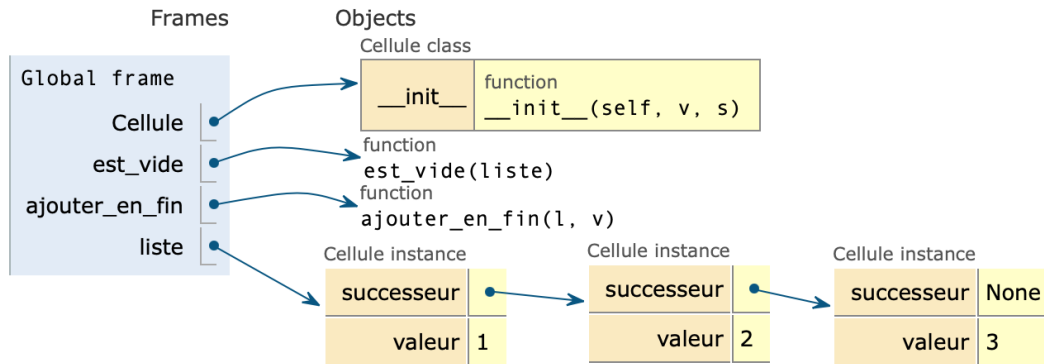 Frames Objects
Cellule class
Global frame
__init__
function
__init__(self, v, s)
Cellule
function
est_vide
est_vide(liste)
function
ajouter_en_fin
ajouter_en_fin(l, v)
liste
Cellule instance
successeur
valeur 1
Cellule instance
successeur
valeur 2
Cellule instance
successeur None
valeur 3